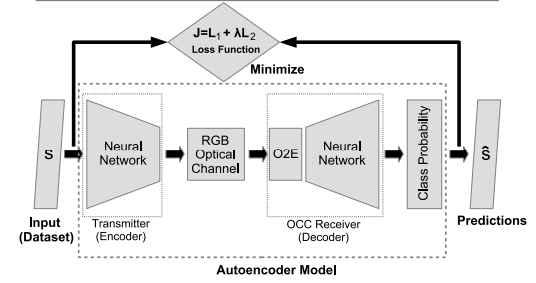 J=L₁ + λL₂
Loss Function
Minimize
S
Neural
Network
RGB
Optical
Channel
O2E
Neural
Network
Class Probability
Ŝ
Input
(Dataset)
Transmitter
(Encoder)
OCC Receiver
(Decoder)
Predictions
Autoencoder Model